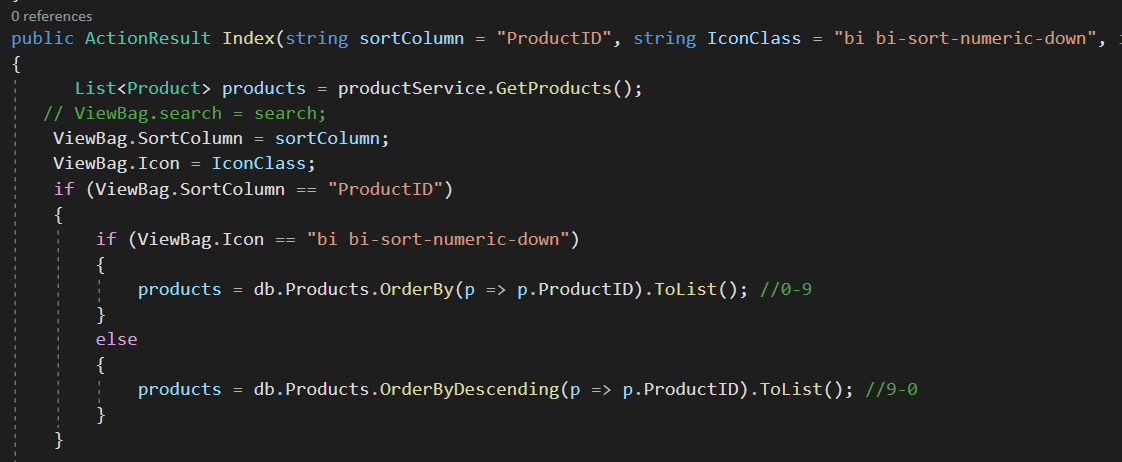 0 references
public ActionResult Index(string sortColumn = "ProductID", string IconClass = "bi bi-sort-numeric-down",
{
List<Product> products = productService.GetProducts();
// ViewBag.search = search;
ViewBag.SortColumn = sortColumn;
ViewBag.Icon = IconClass;
if (ViewBag.SortColumn == "ProductID")
{
if (ViewBag.Icon == "bi bi-sort-numeric-down")
{
products = db.Products.OrderBy(p => p.ProductID).ToList(); //0-9
}
else
{
products = db.Products.OrderByDescending(p => p.ProductID).ToList(); //9-0
}
}